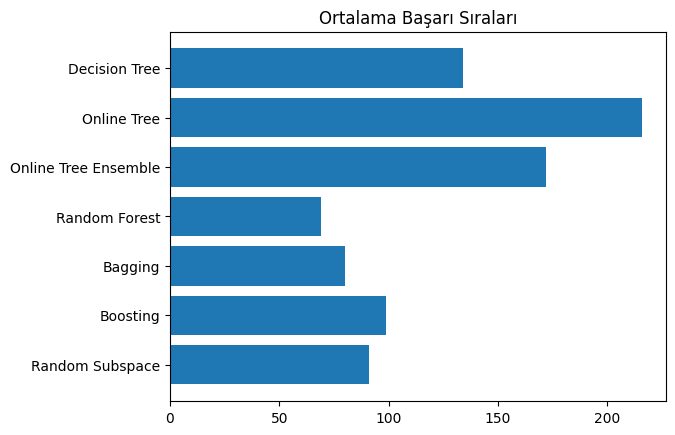 Ortalama Başarı Sıraları
Decision Tree
Online Tree
Online Tree Ensemble
Random Forest
Bagging
Boosting
Random Subspace
0 50 100 150 200